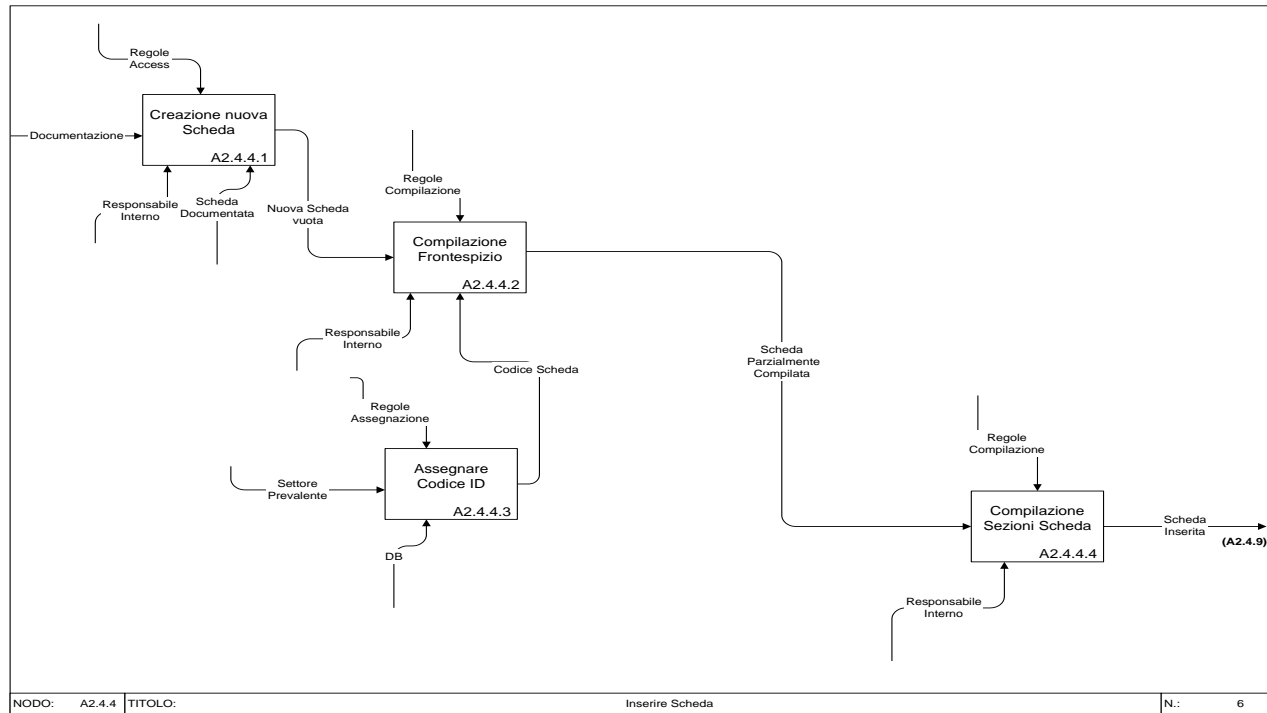 Regole
Access
Creazione nuova
Scheda
A2.4.4.1
Documentazione
Responsabile
Interno
Scheda
Documentata
Nuova Scheda
vuota
Regole
Compilazione
Compilazione
Frontespizio
A2.4.4.2
Responsabile
Interno
Codice Scheda
Scheda
Parzialmente
Compilata
Regole
Assegnazione
Assegnare
Codice ID
A2.4.4.3
Settore
Prevalente
DB
Regole
Compilazione
Compilazione
Sezioni Scheda
A2.4.4.4
Scheda
Inserita
(A2.4.9)
Responsabile
Interno
NODO: A2.4.4 TITOLO: Inserire Scheda N.: 6